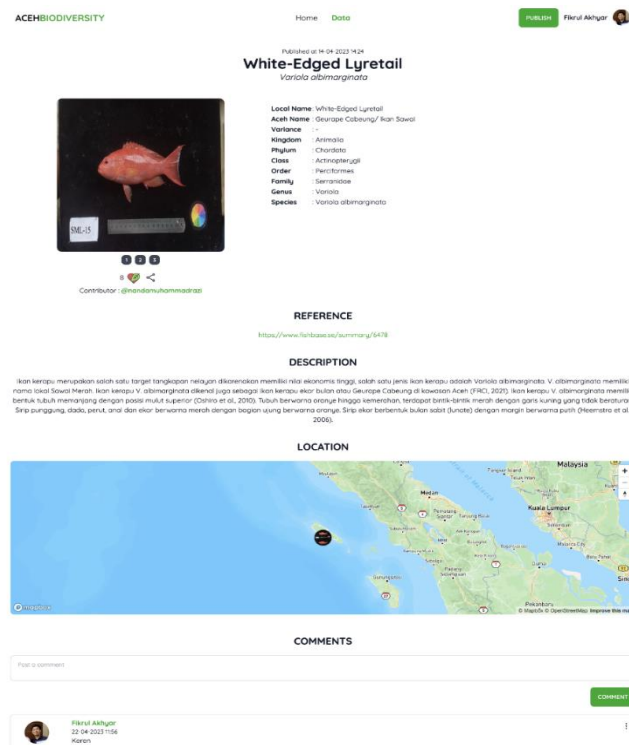 ACEHBIODIVERSITY
Home Data
PUBLISH Fikrul Akhyar
Published at 14-04-2023 14:24
White-Edged Lyretail
Variola albimarginata
Local Name : White-Edged Lyretail
Aceh Name : Geurape Cabeung/ Ikan Sawai
Variance : -
Kingdom : Animalia
Phylum : Chordata
Class : Actinopterygii
Order : Perciformes
Family : Serranidae
Genus : Variola
Species : Variola albimarginata
SML-15
1 2 3
8
Contributor : @nandamuhammadrazi
REFERENCE
https://www.fishbase.se/summary/6478
DESCRIPTION
Ikan kerapu merupakan salah satu target tangkapan nelayan dikarenakan memiliki nilai ekonomis tinggi, salah satu jenis ikan kerapu adalah Variola albimarginata. V. albimarginata memiliki
nama lokal Sawai Merah. Ikan kerapu V. albimarginata dikenal juga sebagai ikan kerapu ekor bulan atau Geurape Cabeung di kawasan Aceh (FRCI, 2021). Ikan kerapu V. albimarginata memiliki
bentuk tubuh memanjang dengan posisi mulut superior (Oshiro et al., 2010). Tubuh berwarna oranye hingga kemerahan, terdapat bintik-bintik merah dengan garis kuning yang tidak beraturan.
Sirip punggung, dada, perut, anal dan ekor berwarna merah dengan bagian ujung berwarna oranye. Sirip ekor berbentuk bulan sabit (lunate) dengan margin berwarna putih (Heemstra et al.,
2006).
LOCATION
Malaysia
Medan
Kuala Lumpur
Gunungsitoli
Pekanbaru
© Mapbox © OpenStreetMap Improve this ma
COMMENTS
Post a comment
COMMENT
Fikrul Akhyar
22-04-2023 11:56
Keren